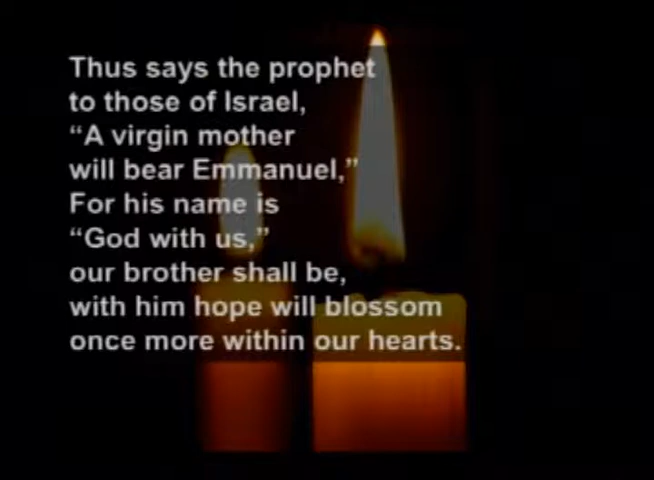 Thus says the prophet
to those of Israel,
“A virgin mother
will bear Emmanuel,”
For his name is
“God with us,”
our brother shall be,
with him hope will blossom
once more within our hearts.